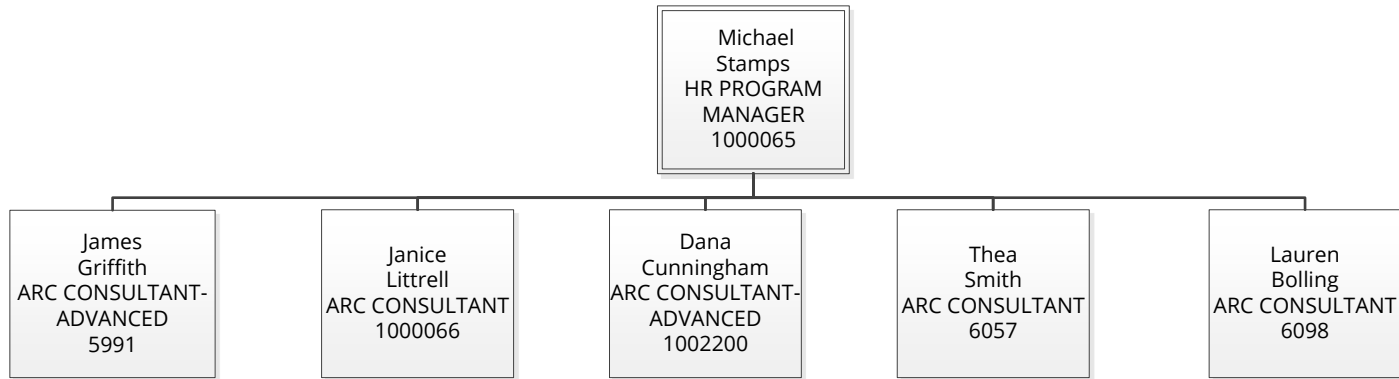 Michael
Stamps
HR PROGRAM
MANAGER
1000065
James
Griffith
ARC CONSULTANT-
ADVANCED
5991
Janice
Littrell
ARC CONSULTANT
1000066
Dana
Cunningham
ARC CONSULTANT-
ADVANCED
1002200
Thea
Smith
ARC CONSULTANT
6057
Lauren
Bolling
ARC CONSULTANT
6098